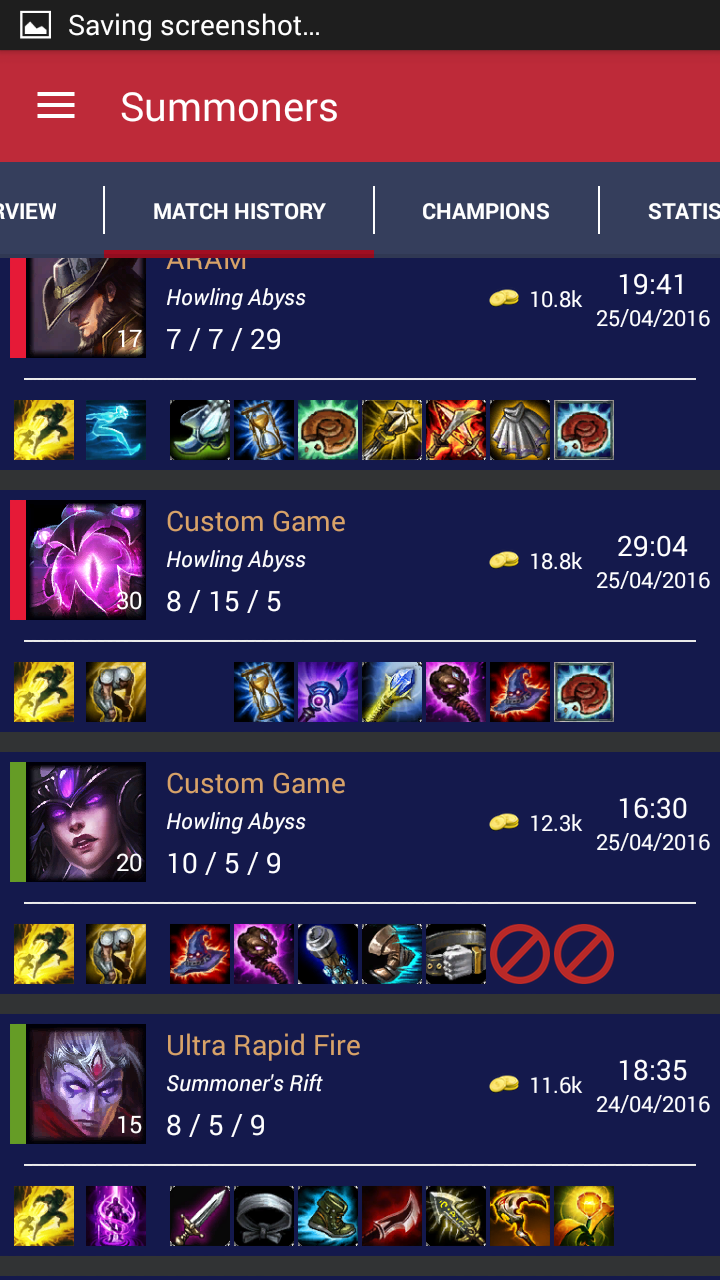 Saving screenshot...
Summoners
RVIEW
MATCH HISTORY
CHAMPIONS
STATIS
ARAM
Howling Abyss
7 / 7 / 29
17
10.8k
19:41
25/04/2016
Custom Game
Howling Abyss
8 / 15 / 5
30
18.8k
29:04
25/04/2016
Custom Game
Howling Abyss
10 / 5 / 9
20
12.3k
16:30
25/04/2016
Ultra Rapid Fire
Summoner's Rift
8 / 5 / 9
15
11.6k
18:35
24/04/2016